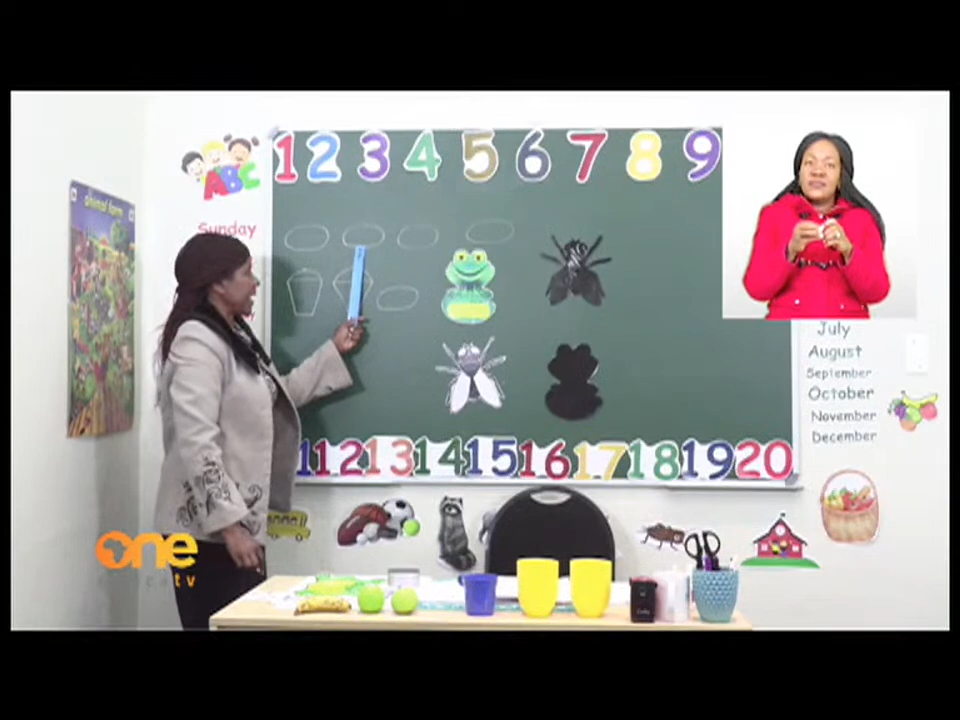 1 2 3 4 5 6 7 8 9
ABC
animal farm
Sunday
July
August
September
October
November
December
11 12 13 14 15 16 17 18 19 20
one
tv